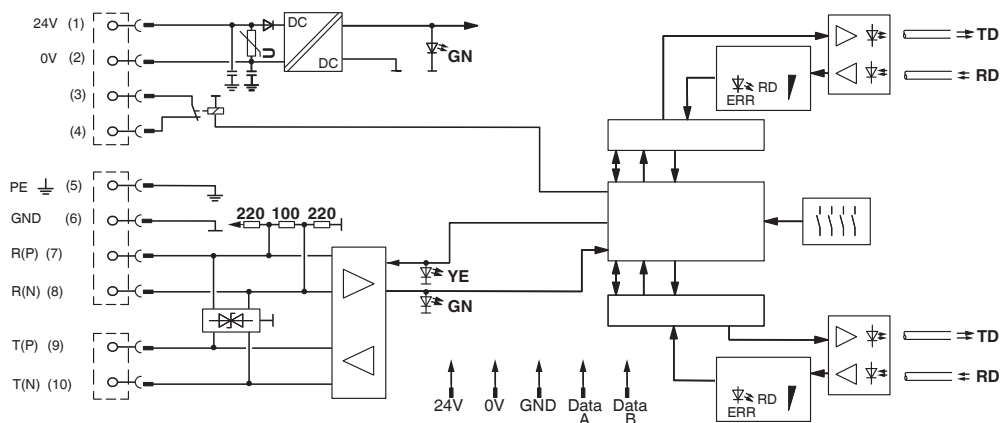 24V (1)
0V (2)
(3)
(4)
U
DC
DC
GN
PE (5)
GND (6)
R(P) (7)
R(N) (8)
T(P) (9)
T(N) (10)
220 100 220
YE
GN
24V 0V GND Data A Data B
RD
ERR
TD
RD
TD
RD
RD
ERR